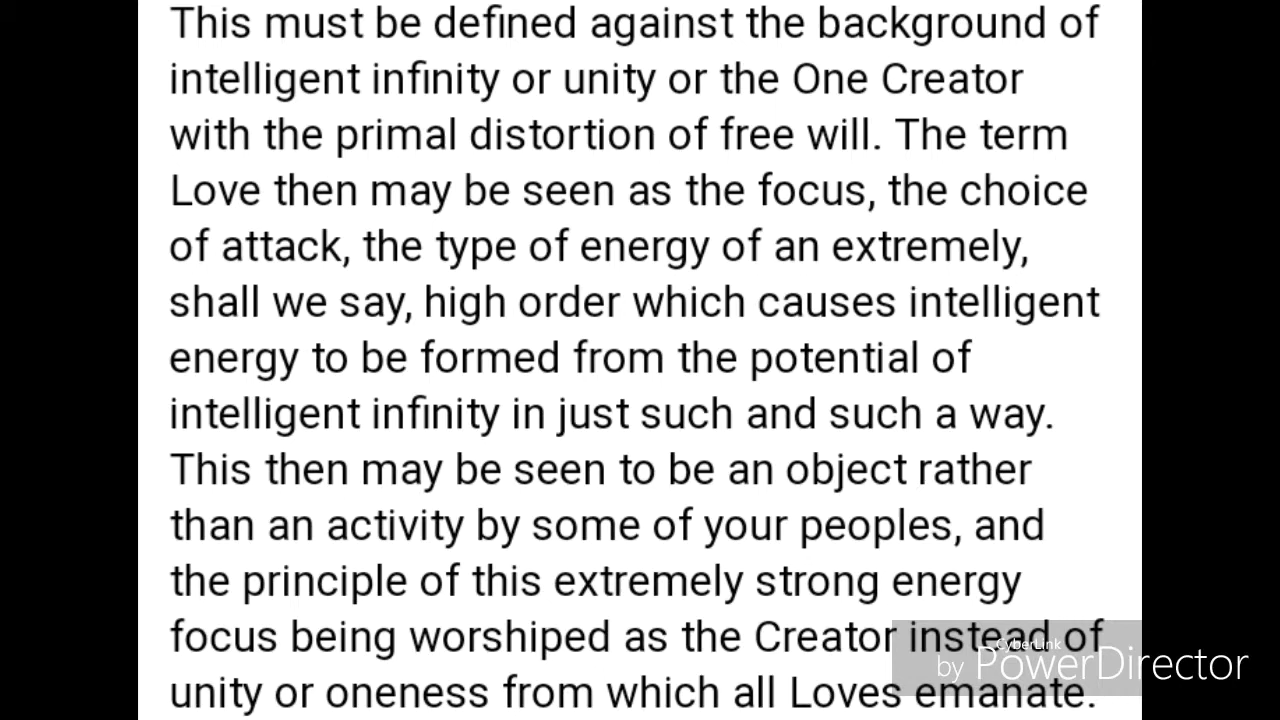 This must be defined against the background of
intelligent infinity or unity or the One Creator
with the primal distortion of free will. The term
Love then may be seen as the focus, the choice
of attack, the type of energy of an extremely,
shall we say, high order which causes intelligent
energy to be formed from the potential of
intelligent infinity in just such and such a way.
This then may be seen to be an object rather
than an activity by some of your peoples, and
the principle of this extremely strong energy
focus being worshiped as the Creator instead of
unity or oneness from which all Loves emanate.
CyberLink
by PowerDirector